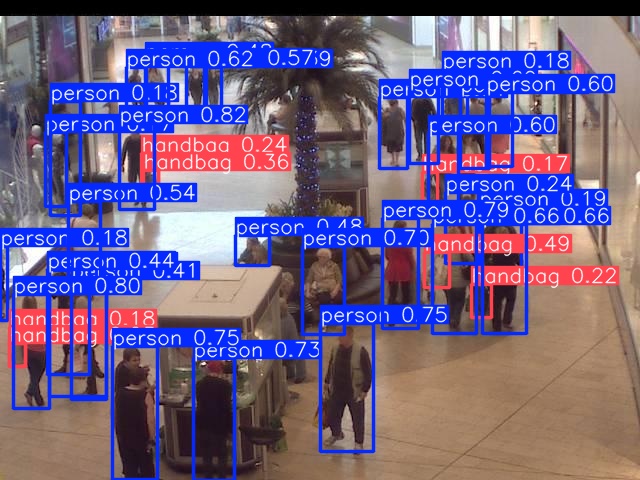 person 0.62
0.57
person 0.18
person 0.60
person 0.18
person 0.82
handbag 0.24
handbag 0.36
0.60
handbag 0.17
person 0.54
person 0.24
0.19
person 0.79
0.66
0.66
person 0.48
person 0.70
person 0.18
handbag 0.49
person 0.44
0.41
handbag 0.22
person 0.80
handbag 0.18
handbag
person 0.75
person 0.75
person 0.73